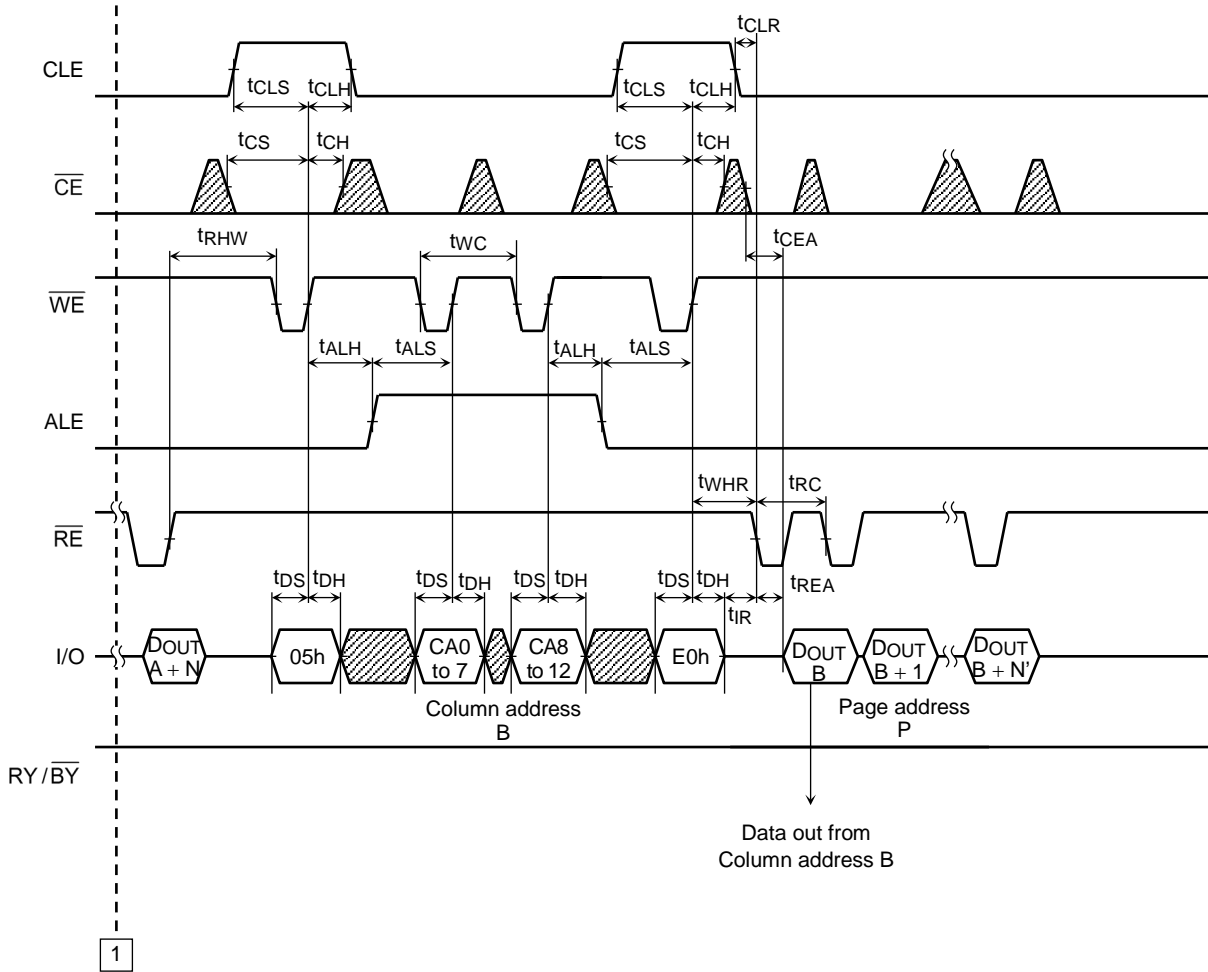 tCLR
CLE
tCLS tCLH tCLS tCLH
tCS tCH tCS tCH
CE
tRHW tWC tCEA
WE
tALH tALS tALH tALS
ALE
tWHR tRC
RE
tDS tDH tDS tDH tDS tDH tDS tDH tIR tREA
I/O
DOUT
A + N
05h
CA0
to 7
CA8
to 12
E0h
DOUT
B
DOUT
B + 1
DOUT
B + N’
Column address
B
Page address
P
RY / BY
Data out from
Column address B
1